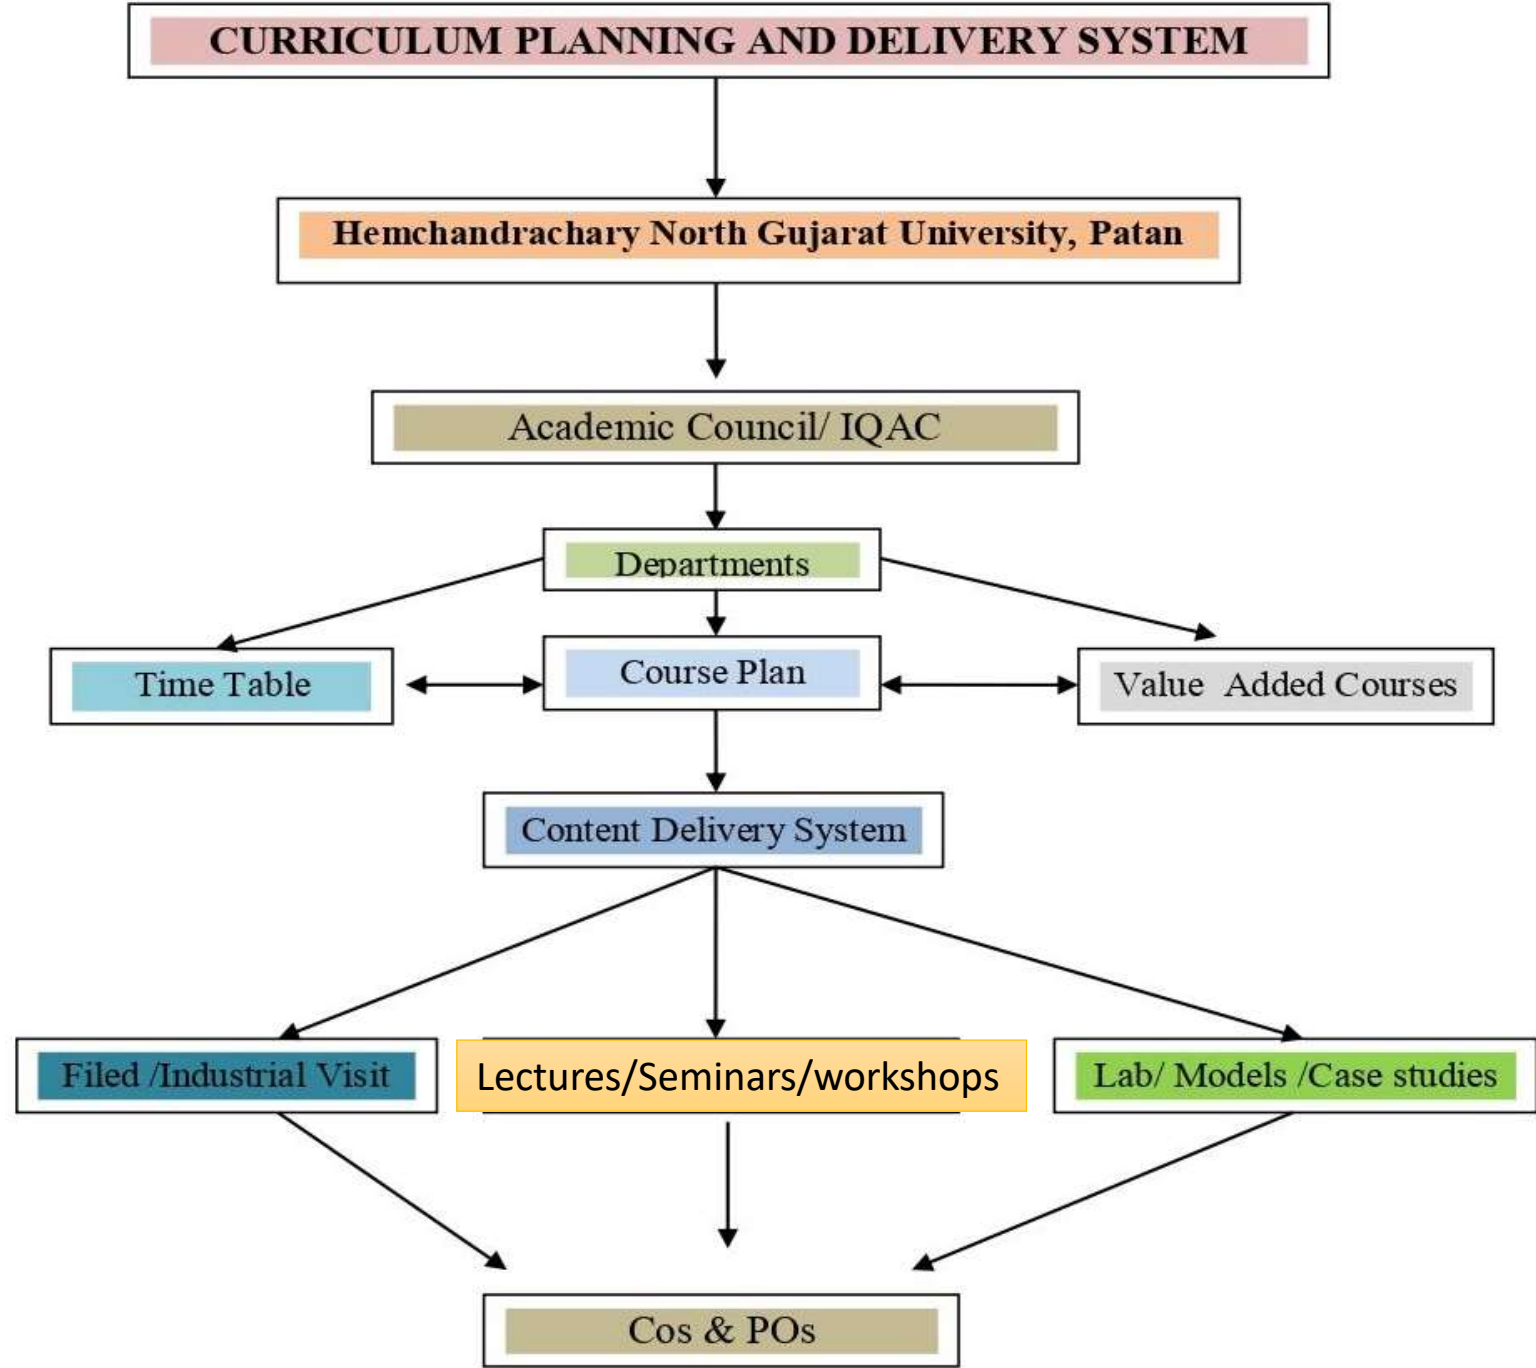 CURRICULUM PLANNING AND DELIVERY SYSTEM
Hemchandrachary North Gujarat University, Patan
Academic Council/ IQAC
Departments
Time Table
Course Plan
Value Added Courses
Content Delivery System
Filed /Industrial Visit
Lectures/Seminars/workshops
Lab/ Models /Case studies
Cos & POs